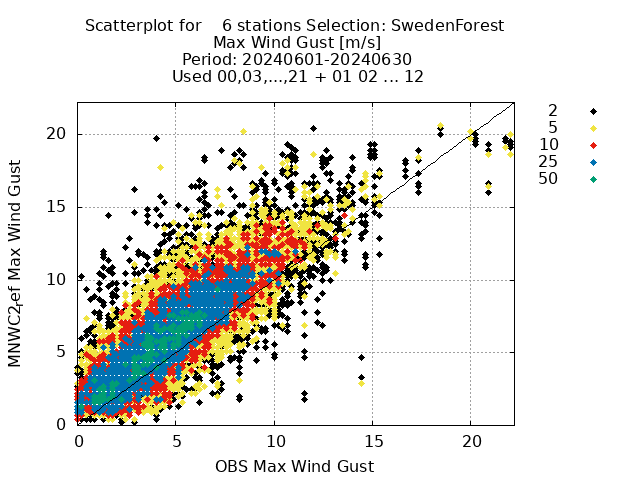 Scatterplot for    6 stations Selection: SwedenForest
Max Wind Gust [m/s]
Period: 20240601-20240630
Used 00,03,...,21 + 01 02 ... 12
2
5
10
25
50
20
15
10
5
0
MNWC2ref Max Wind Gust
0 5 10 15 20
OBS Max Wind Gust